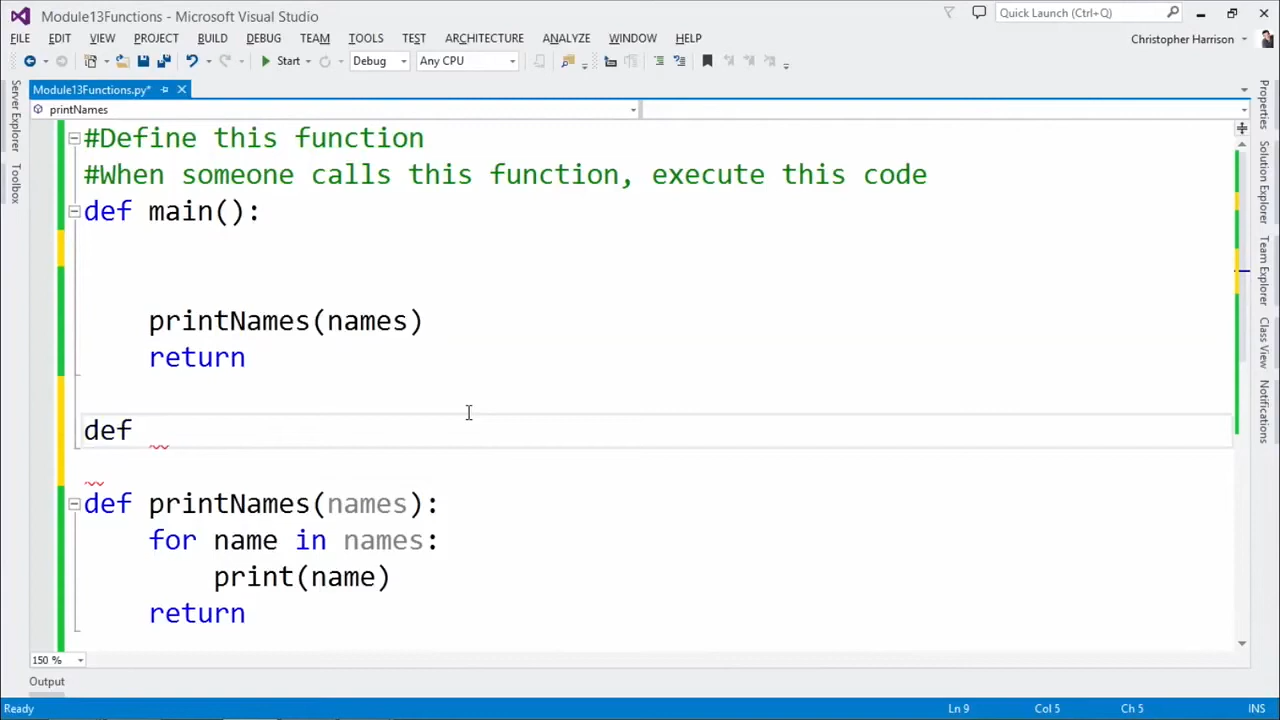 Module13Functions - Microsoft Visual Studio
Quick Launch (Ctrl+Q)
FILE EDIT VIEW PROJECT BUILD DEBUG TEAM TOOLS TEST ARCHITECTURE ANALYZE WINDOW HELP
Christopher Harrison
Start Debug Any CPU
Module13Functions.py*
printNames
#Define this function
#When someone calls this function, execute this code
def main():
printNames(names)
return
def
def printNames(names):
for name in names:
print(name)
return
150 %
Output
Ready Ln 9 Col 5 Ch 5 INS
Server Explorer
Toolbox
Properties
Solution Explorer
Team Explorer
Class View
Notifications